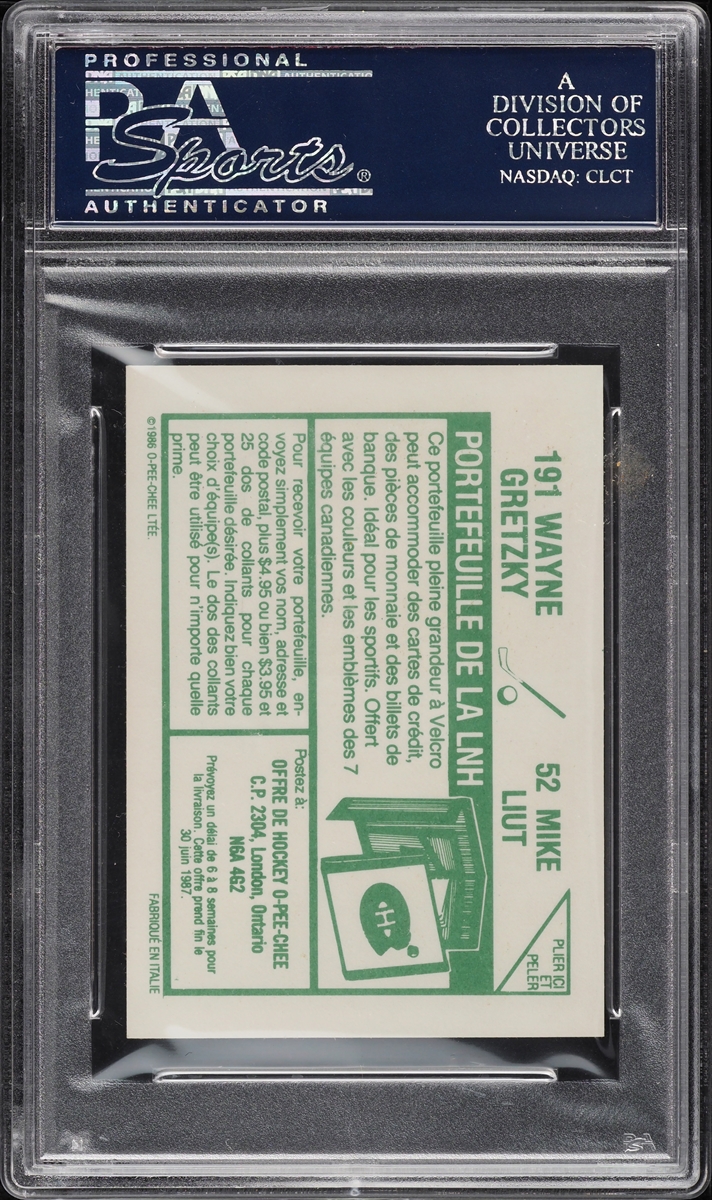 PROFESSIONAL
PSA
Sports®
AUTHENTICATOR
A
DIVISION OF
COLLECTORS
UNIVERSE
NASDAQ: CLCT
191 WAYNE
GRETZKY
52 MIKE
LIUT
PLIER ICI
ET
PELER
PORTEFEUILLE DE LA LNH
Ce portefeuille pleine grandeur à Velcro
peut accommoder des cartes de crédit,
des pièces de monnaie et des billets de
banque. Idéal pour les sportifs. Offert
avec les couleurs et les emblèmes des 7
équipes canadiennes.
Pour recevoir votre portefeuille, en-
voyez simplement vos nom, adresse et
code postal, plus $4.95 ou bien $3.95 et
25 dos de collants pour chaque
portefeuille désirée. Indiquez bien votre
choix d'équipe(s). Le dos des collants
peut être utilisé pour n'importe quelle
prime.
Postez à:
OFFRE DE HOCKEY O-PEE-CHEE
C.P. 2304, London, Ontario
N6A 4G2
Prévoyez un délai de 6 à 8 semaines pour
la livraison. Cette offre prend fin le
30 juin 1987.
©1986 O-PEE-CHEE LTÉE.
FABRIQUÉ EN ITALIE
PSA